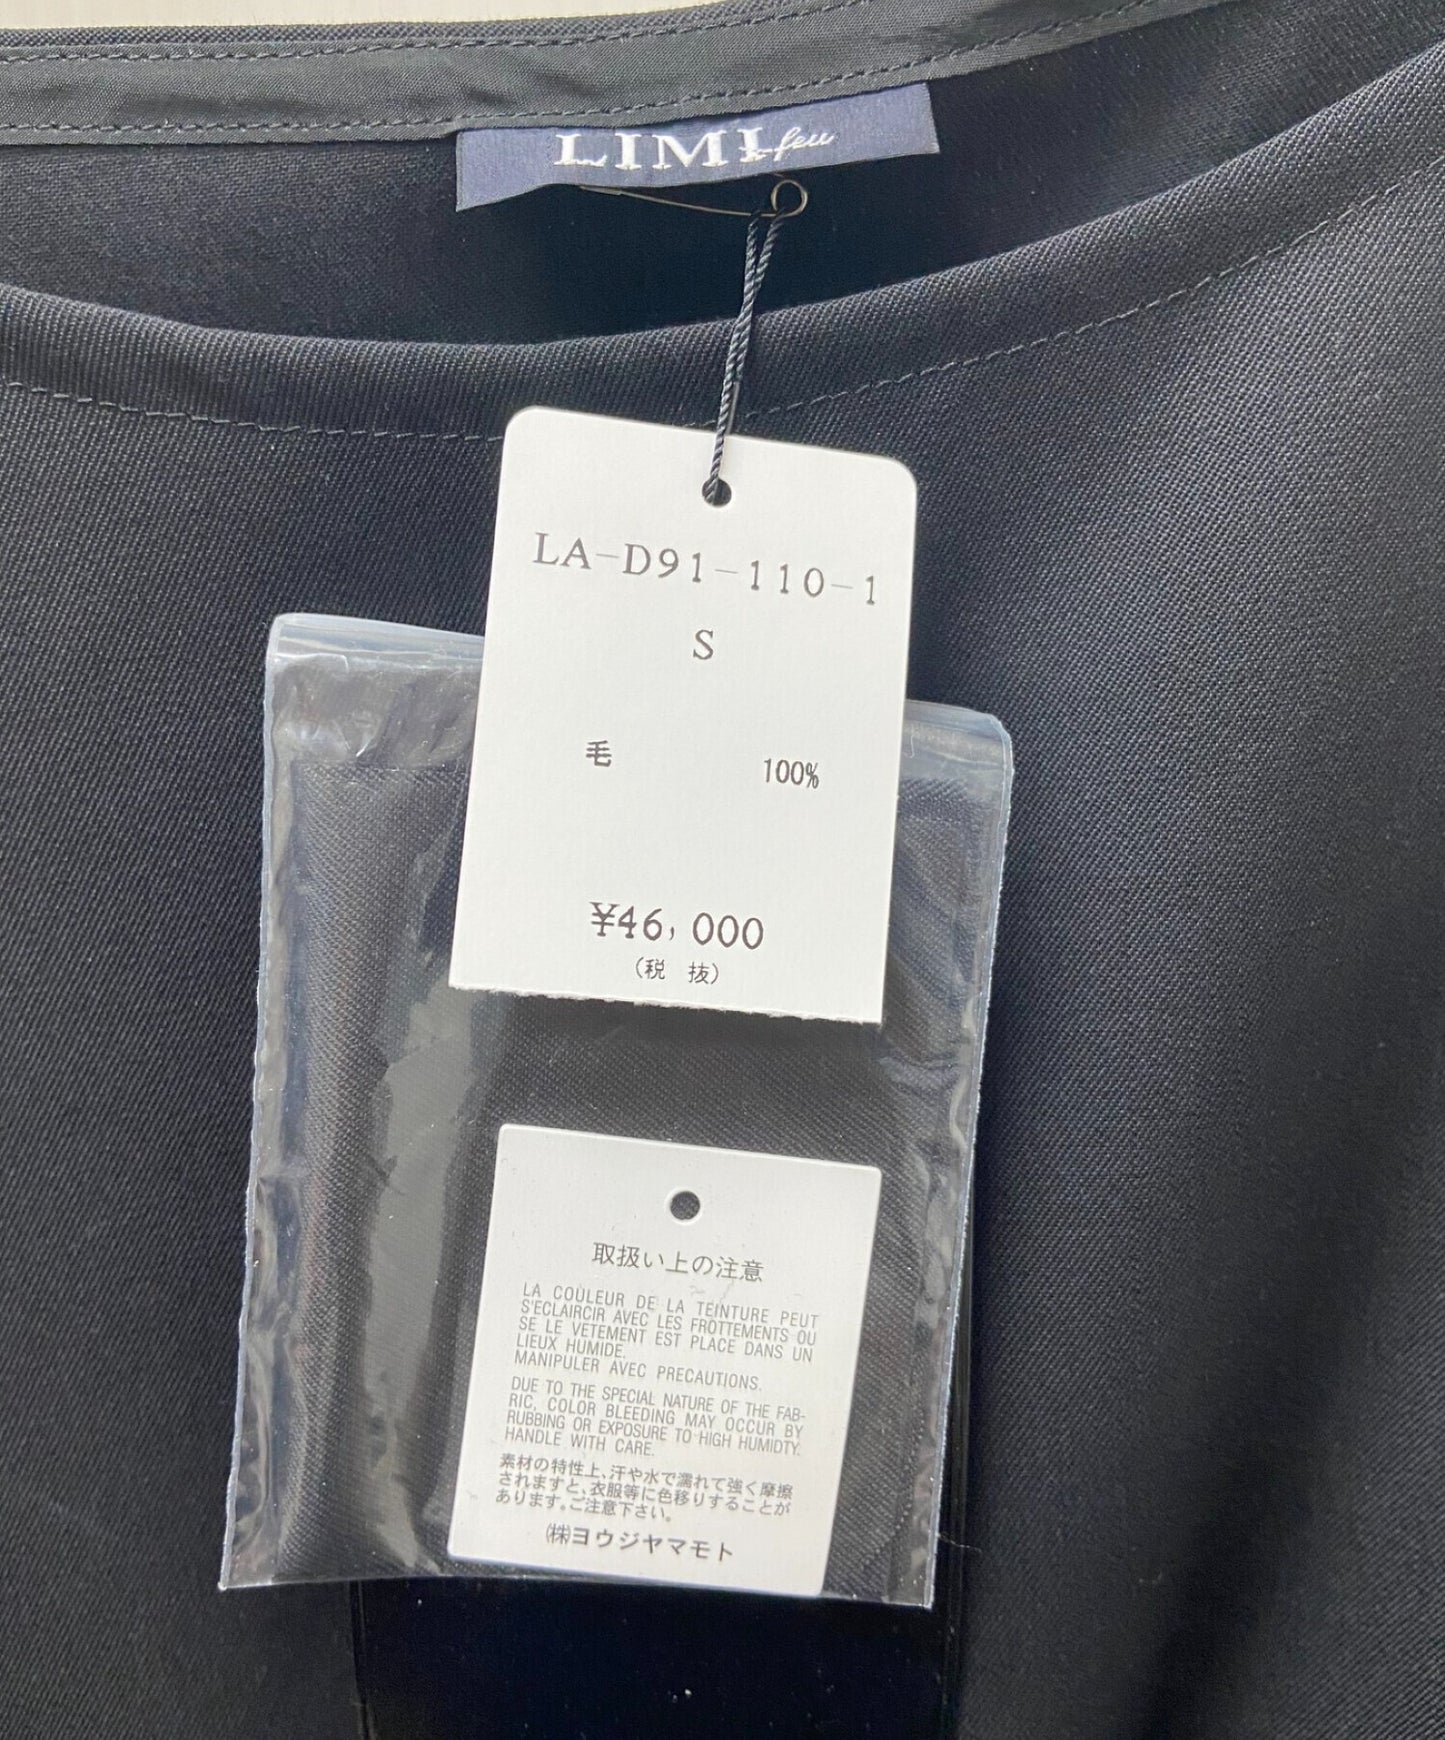 LIMI feu
LA-D91-110-1
S
毛 100%
¥46,000
(税 抜)
取扱い上の注意
LA COULEUR DE LA TEINTURE PEUT
S'ECLAIRCIR AVEC LES FROTTEMENTS OU
SE LE VETEMENT EST PLACE DANS UN
LIEUX HUMIDE.
MANIPULER AVEC PRECAUTIONS.
DUE TO THE SPECIAL NATURE OF THE FAB-
RIC, COLOR BLEEDING MAY OCCUR BY
RUBBING OR EXPOSURE TO HIGH HUMIDTY.
HANDLE WITH CARE.
素材の特性上、汗や水で濡れて強く摩擦
されますと、衣服等に色移りすることが
あります。ご注意下さい。
㈱ヨウジヤマモト